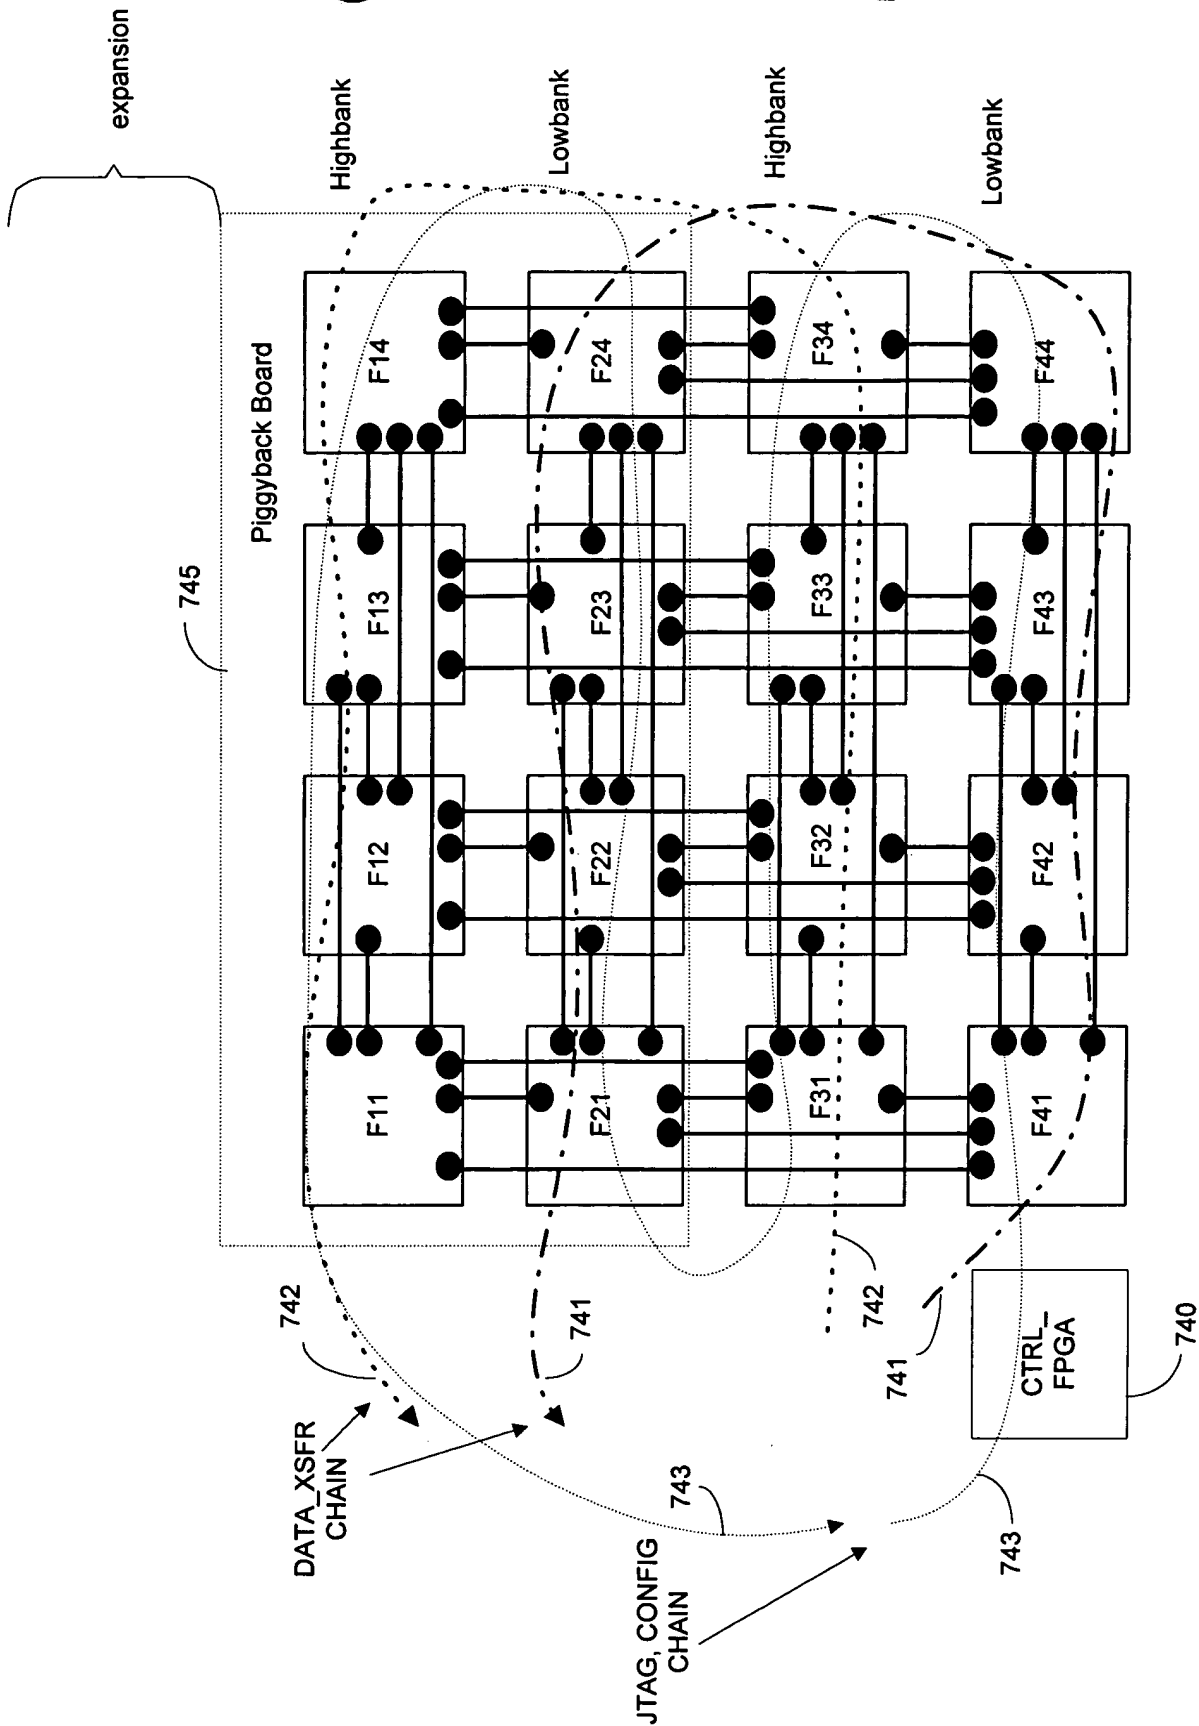 expansion
745
Piggyback Board
Highbank
Lowbank
Highbank
Lowbank
F11
F12
F13
F14
F21
F22
F23
F24
F31
F32
F33
F34
F41
F42
F43
F44
742
741
742
741
DATA_XSFR
CHAIN
743
743
JTAG, CONFIG
CHAIN
CTRL_
FPGA
740